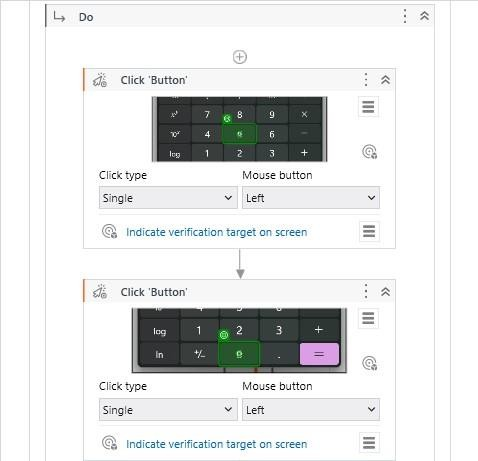 Do
Click 'Button'
x³ 7 8 9 ×
10ˣ 4 6 −
log 1 2 3 +
Click type Mouse button
Single Left
Indicate verification target on screen
Click 'Button'
log 1 2 3 +
ln +/− . =
Click type Mouse button
Single Left
Indicate verification target on screen